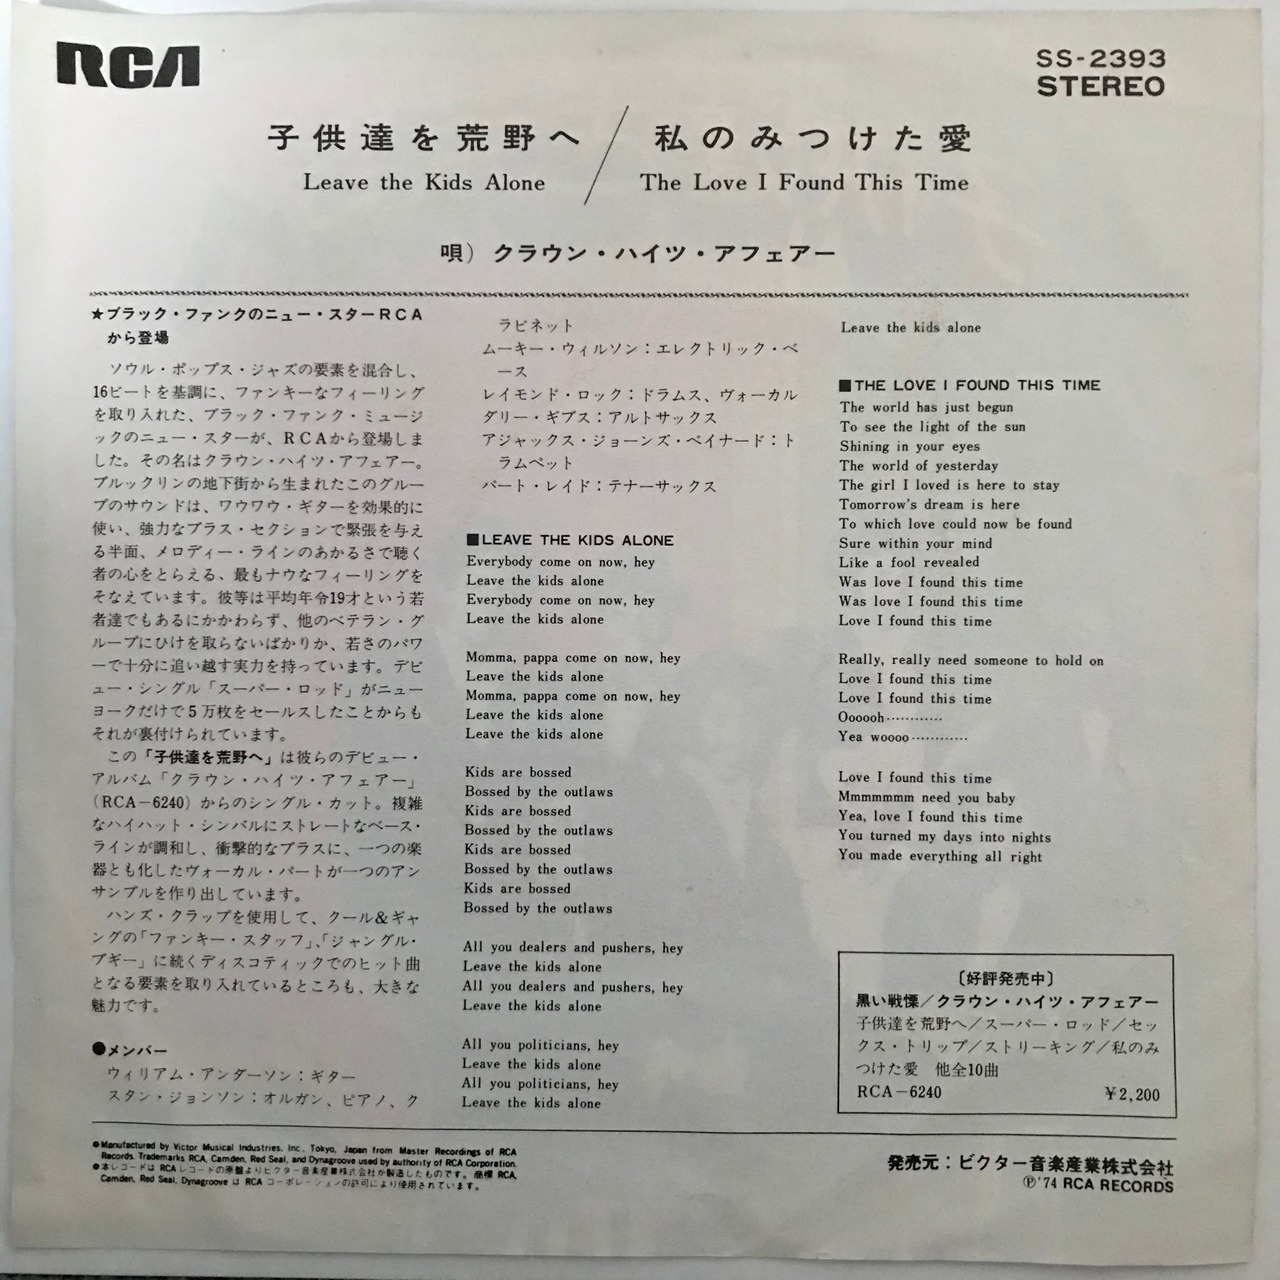 RCA
SS-2393
STEREO
子供達を荒野へ／私のみつけた愛
Leave the Kids Alone / The Love I Found This Time
唄）クラウン・ハイツ・アフェアー
★ブラック・ファンクのニュー・スターRCA
から登場
ソウル・ポップス・ジャズの要素を混合し、
16ビートを基調に、ファンキーなフィーリング
を取り入れた、ブラック・ファンク・ミュージ
ックのニュー・スターが、ＲＣＡから登場しま
した。その名はクラウン・ハイツ・アフェアー。
ブルックリンの地下街から生まれたこのグルー
プのサウンドは、ワウワウ・ギターを効果的に
使い、強力なブラス・セクションで緊張を与え
る半面、メロディー・ラインのあかるさで聴く
者の心をとらえる、最もナウなフィーリングを
そなえています。彼等は平均年令19才という若
者達でもあるにかかわらず、他のベテラン・グ
ループにひけを取らないばかりか、若さのパワ
ーで十分に追い越す実力を持っています。デビ
ュー・シングル「スーパー・ロッド」がニュー
ヨークだけで５万枚をセールスしたことからも
それが裏付けられています。
この「子供達を荒野へ」は彼らのデビュー・
アルバム「クラウン・ハイツ・アフェアー」
（RCA−6240）からのシングル・カット。複雑
なハイハット・シンバルにストレートなベース・
ラインが調和し、衝撃的なブラスに、一つの楽
器とも化したヴォーカル・パートが一つのアン
サンブルを作り出しています。
ハンズ・クラップを使用して、クール＆ギャ
ングの「ファンキー・スタッフ」、「ジャングル・
ブギー」に続くディスコティックでのヒット曲
となる要素を取り入れているところも、大きな
魅力です。
●メンバー
ウィリアム・アンダーソン：ギター
スタン・ジョンソン：オルガン、ピアノ、ク
ラビネット
ムーキー・ウィルソン：エレクトリック・ベ
ース
レイモンド・ロック：ドラムス、ヴォーカル
ダリー・ギブス：アルトサックス
アジャックス・ジョーンズ・ベイナード：ト
ラムペット
バート・レイド：テナーサックス
■LEAVE THE KIDS ALONE
Everybody come on now, hey
Leave the kids alone
Everybody come on now, hey
Leave the kids alone
Momma, pappa come on now, hey
Leave the kids alone
Momma, pappa come on now, hey
Leave the kids alone
Leave the kids alone
Kids are bossed
Bossed by the outlaws
Kids are bossed
Bossed by the outlaws
Kids are bossed
Bossed by the outlaws
Kids are bossed
Bossed by the outlaws
All you dealers and pushers, hey
Leave the kids alone
All you dealers and pushers, hey
Leave the kids alone
All you politicians, hey
Leave the kids alone
All you politicians, hey
Leave the kids alone
Leave the kids alone
■THE LOVE I FOUND THIS TIME
The world has just begun
To see the light of the sun
Shining in your eyes
The world of yesterday
The girl I loved is here to stay
Tomorrow's dream is here
To which love could now be found
Sure within your mind
Like a fool revealed
Was love I found this time
Was love I found this time
Love I found this time
Really, really need someone to hold on
Love I found this time
Love I found this time
Oooooh············
Yea woooo············
Love I found this time
Mmmmmmm need you baby
Yea, love I found this time
You turned my days into nights
You made everything all right
〔好評発売中〕
黒い戦慄／クラウン・ハイツ・アフェアー
子供達を荒野へ／スーパー・ロッド／セッ
クス・トリップ／ストリーキング／私のみ
つけた愛　他全10曲
RCA−6240 ¥2,200
●Manufactured by Victor Musical Industries, Inc., Tokyo, Japan from Master Recordings of RCA
Records. Trademarks RCA, Camden, Red Seal, and Dynagroove used by authority of RCA Corporation.
●本レコードは RCA レコードの原盤よりビクター音楽産業株式会社が製造したものです。商標 RCA,
Camden, Red Seal, Dynagroove は RCA コーポレーションの許可により使用されています。
発売元：ビクター音楽産業株式会社
Ⓟ'74 RCA RECORDS